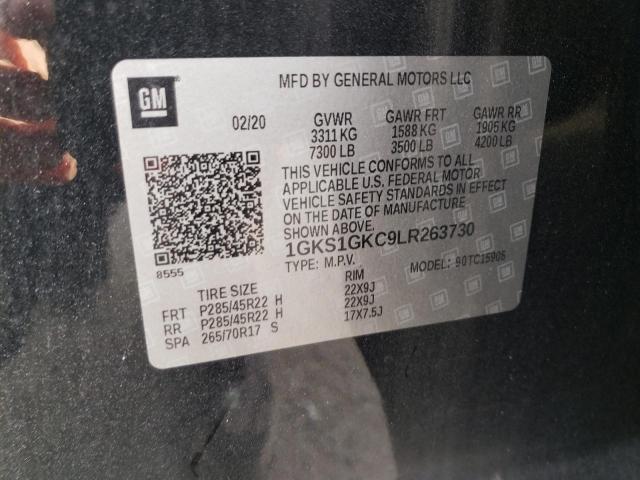 GM
MFD BY GENERAL MOTORS LLC
02/20 GVWR GAWR FRT GAWR RR
3311 KG 1588 KG 1905 KG
7300 LB 3500 LB 4200 LB
THIS VEHICLE CONFORMS TO ALL
APPLICABLE U.S. FEDERAL MOTOR
VEHICLE SAFETY STANDARDS IN EFFECT
ON THE DATE OF MANUFACTURE
SHOWN ABOVE.
1GKS1GKC9LR263730
8555 TYPE: M.P.V. MODEL: 90TC15905
TIRE SIZE RIM
FRT P285/45R22 H 22X9J
RR P285/45R22 H 22X9J
SPA 265/70R17 S 17X7.5J